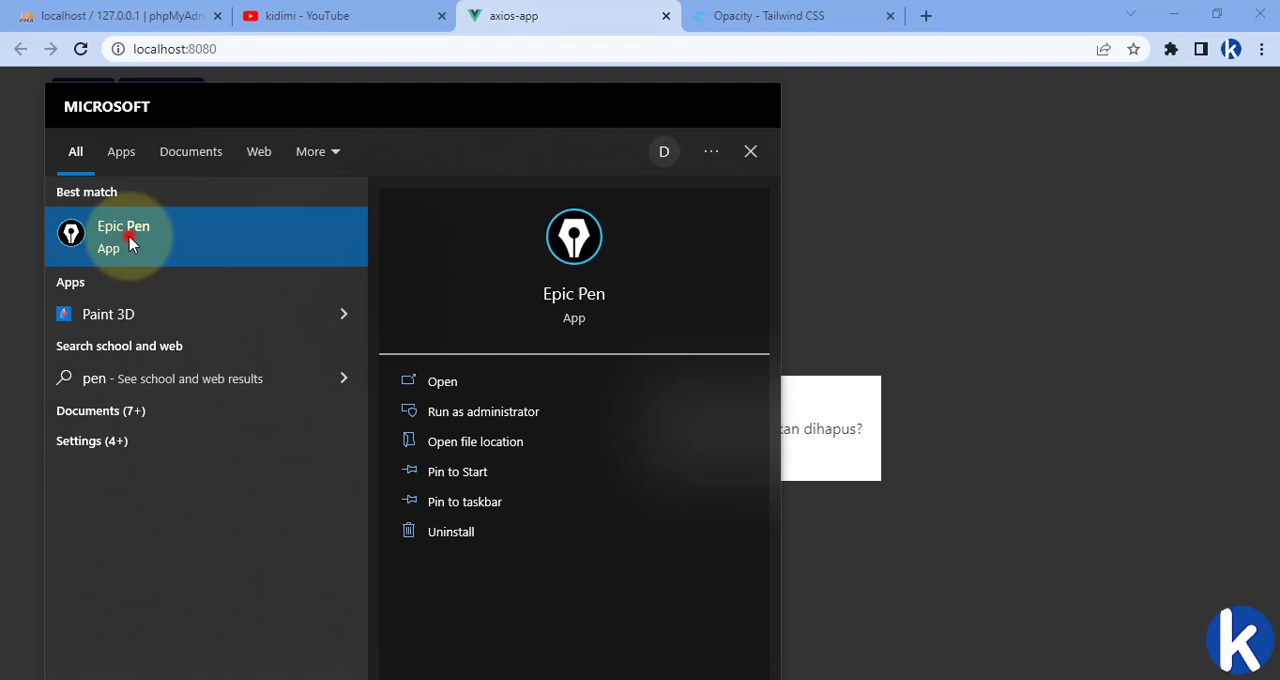 localhost / 127.0.0.1 | phpMyAdm
kidimi - YouTube
axios-app
Opacity - Tailwind CSS
localhost:8080
k
MICROSOFT
All
Apps
Documents
Web
More
D
Best match
Epic Pen
App
Apps
Paint 3D
Search school and web
pen - See school and web results
Documents (7+)
Settings (4+)
Epic Pen
App
Open
Run as administrator
Open file location
Pin to Start
Pin to taskbar
Uninstall
kan dihapus?
k